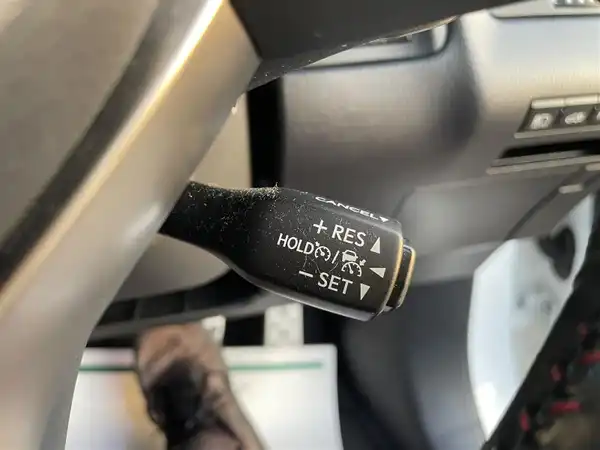 CANCEL
+ RES
HOLD /
− SET